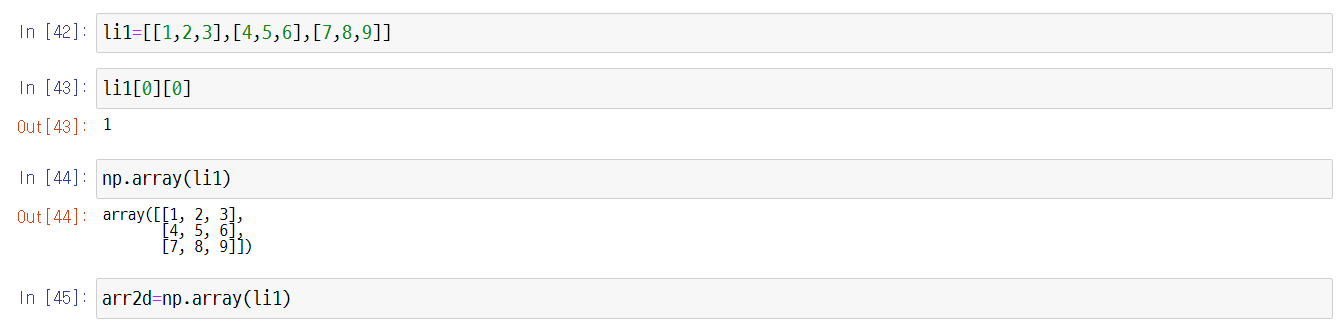 In [42]: li1=[[1,2,3],[4,5,6],[7,8,9]]
In [43]: li1[0][0]
Out[43]: 1
In [44]: np.array(li1)
Out[44]: array([[1, 2, 3],
[4, 5, 6],
[7, 8, 9]])
In [45]: arr2d=np.array(li1)